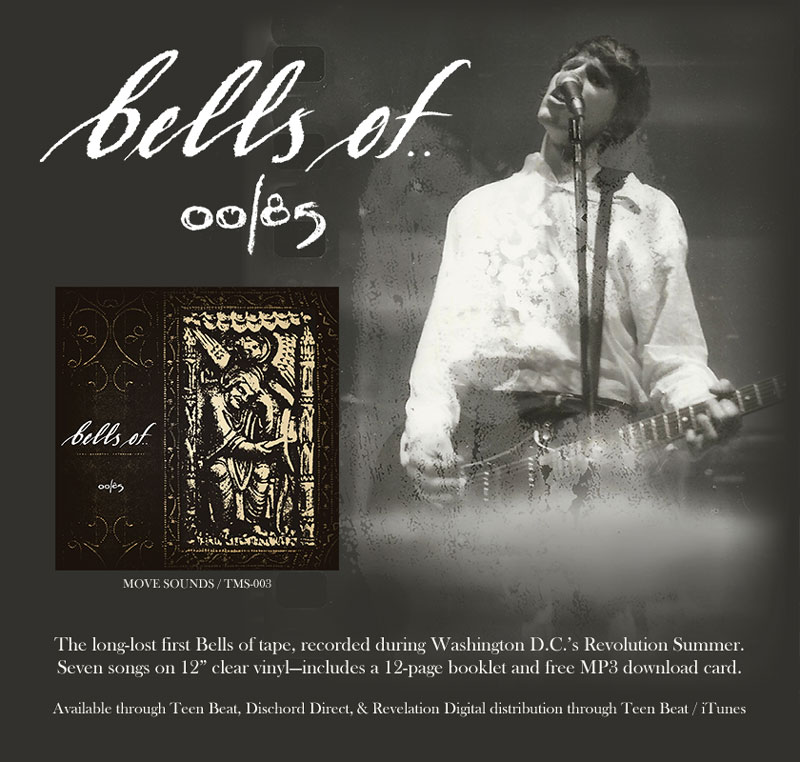 bells of..
00/85
bells of..
00/85
MOVE SOUNDS / TMS-003
The long-lost first Bells of tape, recorded during Washington D.C.’s Revolution Summer.
Seven songs on 12” clear vinyl—includes a 12-page booklet and free MP3 download card.
Available through Teen Beat, Dischord Direct, & Revelation Digital distribution through Teen Beat / iTunes